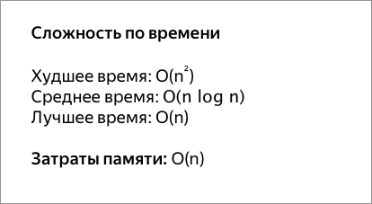 Сложность по времени
Худшее время: O(n²)
Среднее время: O(n log n)
Лучшее время: O(n)
Затраты памяти: O(n)